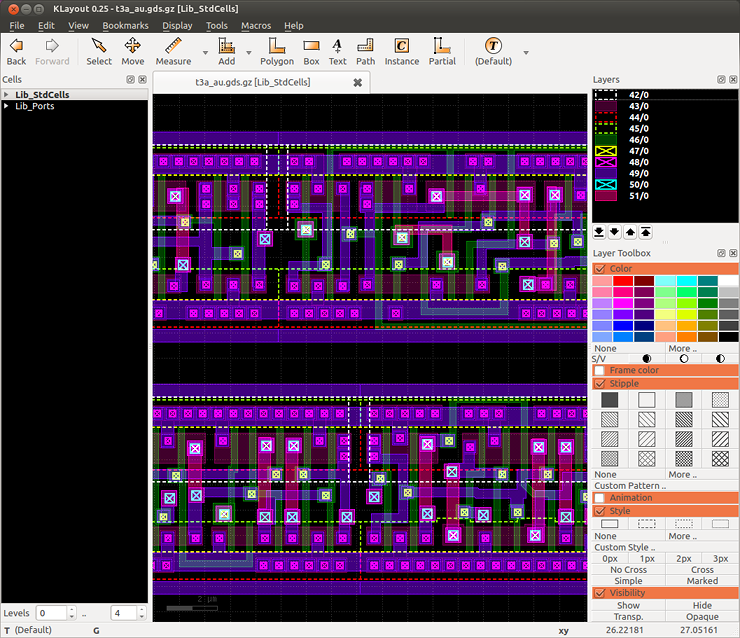 KLayout 0.25 - t3a_au.gds.gz [Lib_StdCells]
File Edit View Bookmarks Display Tools Macros Help
Back Forward Select Move Measure Add Polygon Box Text Path Instance Partial (Default)
Cells
Lib_StdCells
Lib_Ports
t3a_au.gds.gz [Lib_StdCells]
2 µm
Layers
42/0
43/0
44/0
45/0
46/0
47/0
48/0
49/0
50/0
51/0
Layer Toolbox
Color
None More ..
S/V
Frame color
Stipple
None More ..
Custom Pattern ..
Animation
Style
None More ..
Custom Style ..
0px 1px 2px 3px
No Cross Cross
Simple Marked
Visibility
Show Hide
Transp. Opaque
Levels 0 .. 4
T (Default) G xy 26.22181 27.05161